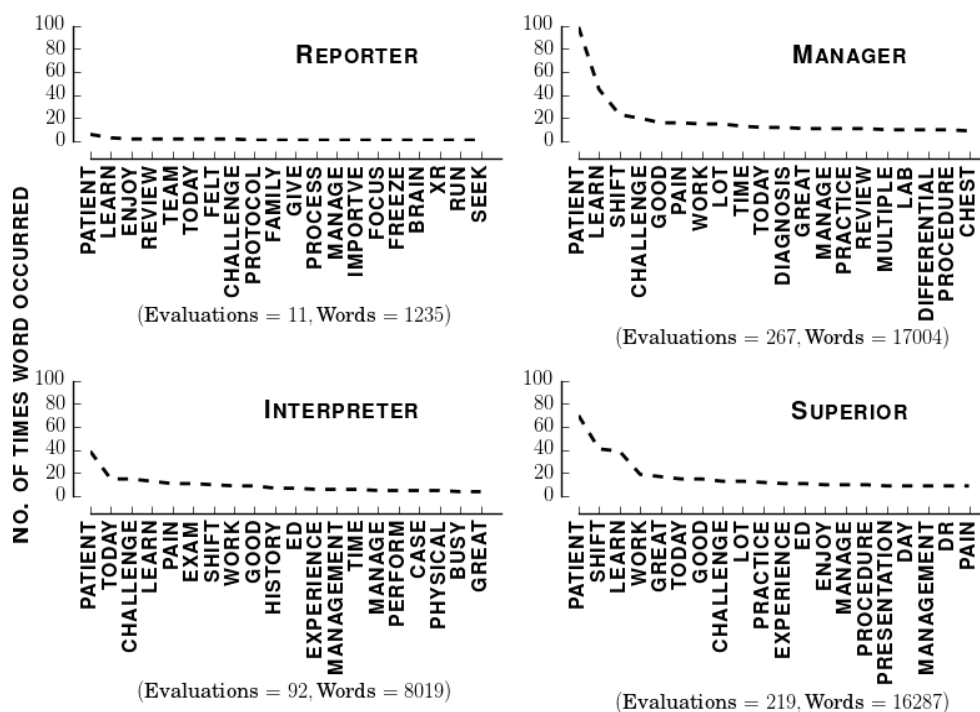 NO. OF TIMES WORD OCCURRED
REPORTER
100
80
60
40
20
0
PATIENT
LEARN
ENJOY
REVIEW
TEAM
TODAY
FELT
CHALLENGE
PROTOCOL
FAMILY
GIVE
PROCESS
MANAGE
IMPORTVE
FOCUS
FREEZE
BRAIN
XR
RUN
SEEK
(Evaluations = 11, Words = 1235)
MANAGER
100
80
60
40
20
0
PATIENT
LEARN
SHIFT
CHALLENGE
GOOD
PAIN
WORK
LOT
TIME
TODAY
DIAGNOSIS
GREAT
MANAGE
PRACTICE
REVIEW
MULTIPLE
LAB
DIFFERENTIAL
PROCEDURE
CHEST
(Evaluations = 267, Words = 17004)
INTERPRETER
100
80
60
40
20
0
PATIENT
TODAY
CHALLENGE
LEARN
PAIN
EXAM
SHIFT
WORK
GOOD
HISTORY
ED
EXPERIENCE
MANAGEMENT
TIME
MANAGE
PERFORM
CASE
PHYSICAL
BUSY
GREAT
(Evaluations = 92, Words = 8019)
SUPERIOR
100
80
60
40
20
0
PATIENT
SHIFT
LEARN
WORK
GREAT
TODAY
GOOD
CHALLENGE
LOT
PRACTICE
EXPERIENCE
ED
ENJOY
MANAGE
PROCEDURE
PRESENTATION
DAY
MANAGEMENT
DR
PAIN
(Evaluations = 219, Words = 16287)